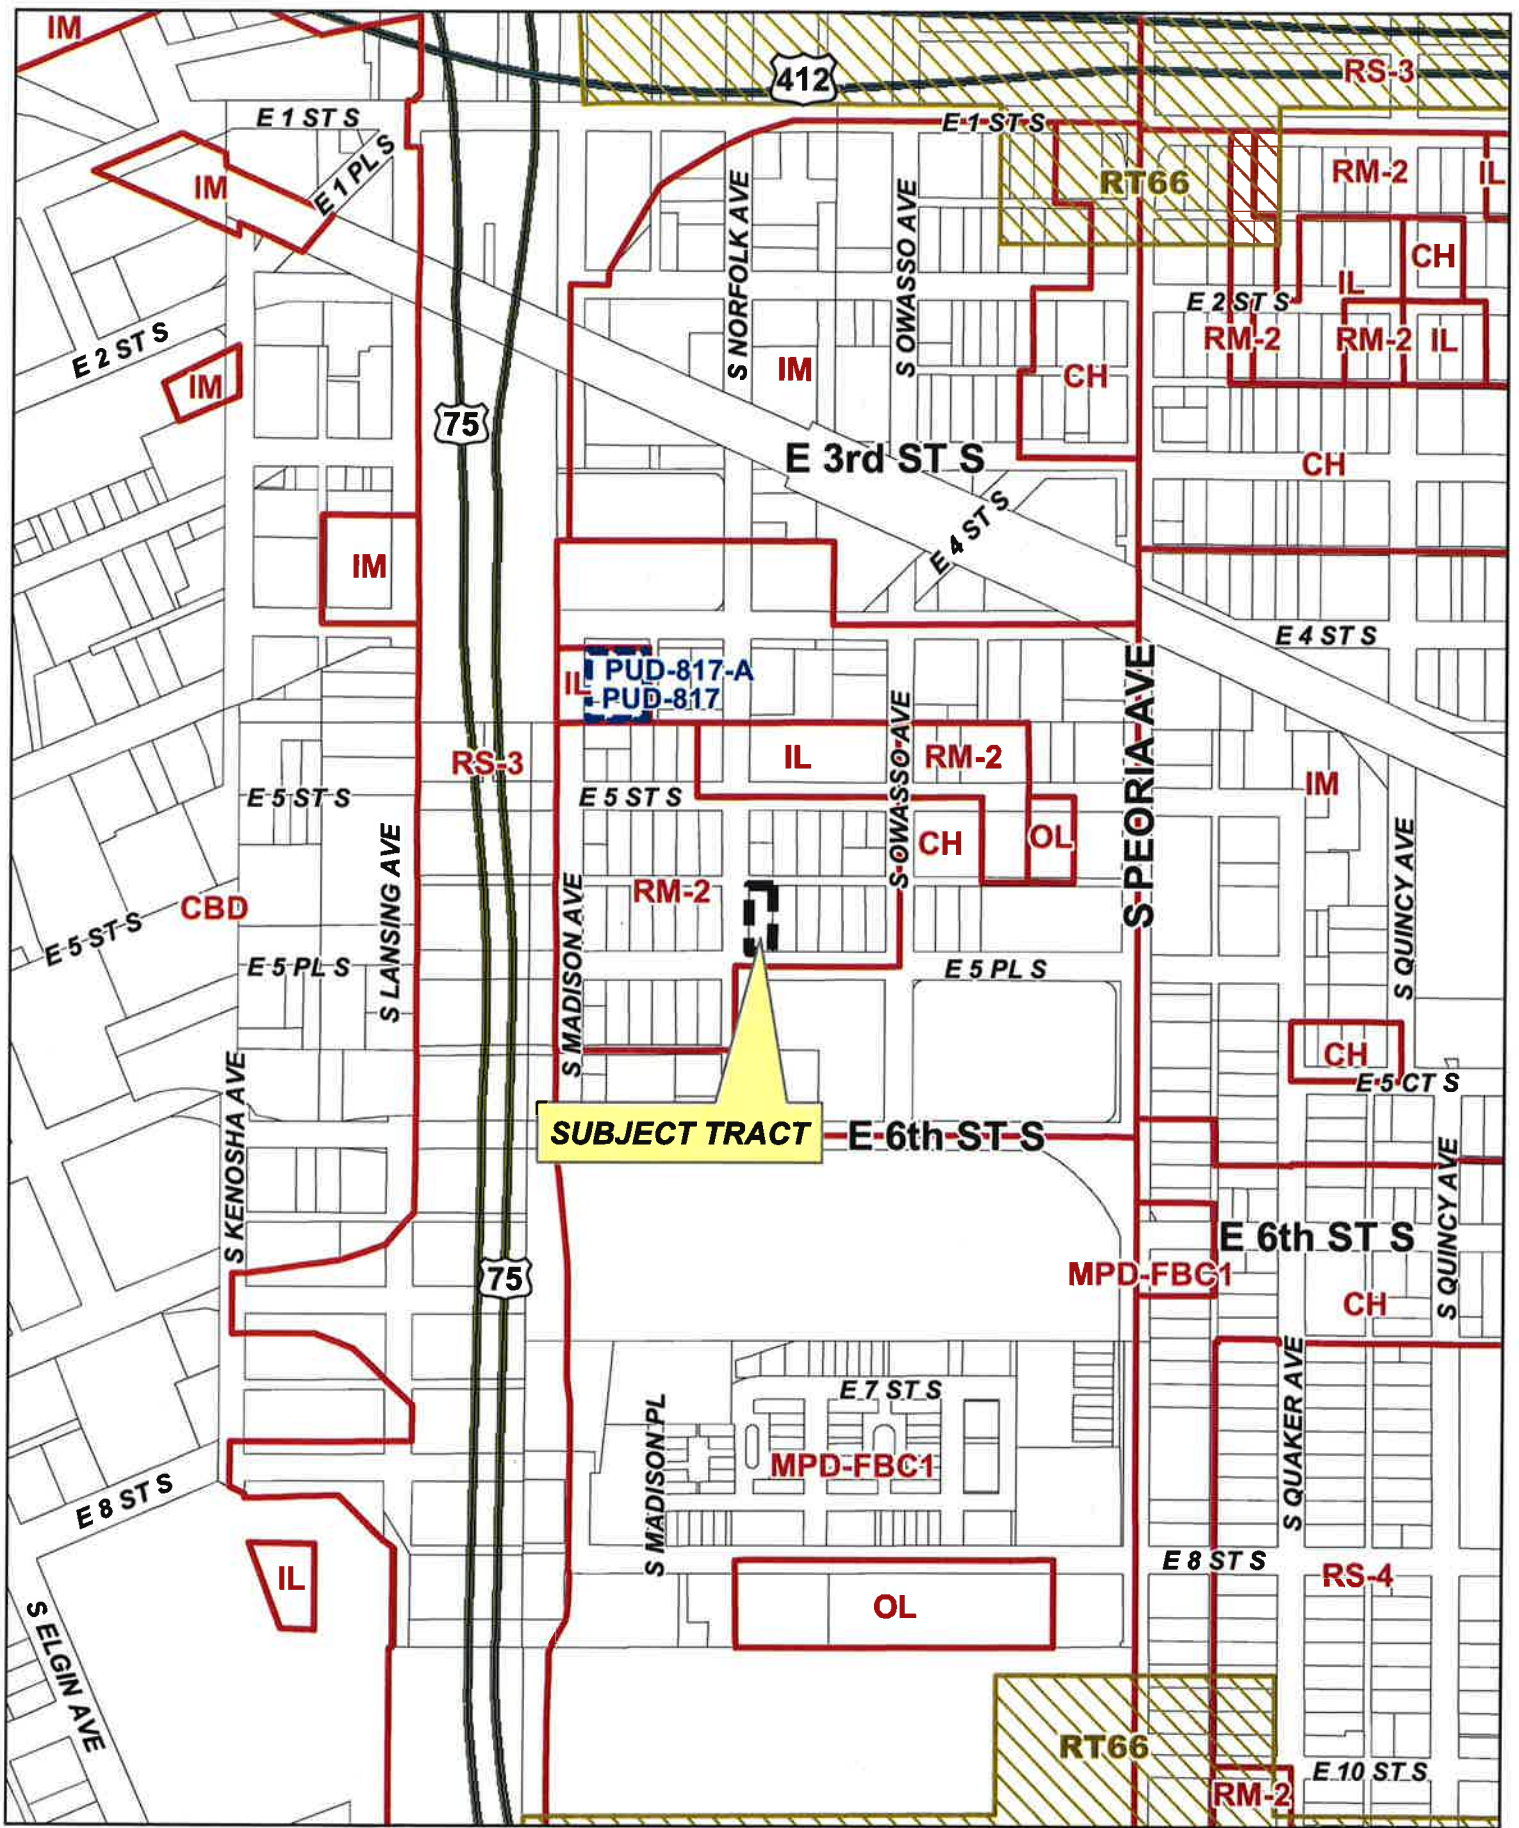 IM
412
RS-3
E 1 ST S
E 1 ST S
E 1 PL S
IM
S NORFOLK AVE
S OWASSO AVE
RT66
RM-2
IL
CH
IL
E 2 ST S
E 2 ST S
RM-2
RM-2
IL
IM
IM
CH
75
E 3rd ST S
CH
E 4 ST S
IM
E 4 ST S
IL
PUD-817-A
PUD-817
S OWASSO AVE
S PEORIA AVE
RS-3
IL
RM-2
IM
E 5 ST S
E 5 ST S
CH
OL
S LANSING AVE
S MADISON AVE
RM-2
S QUINCY AVE
CBD
E 5 ST S
E 5 PL S
E 5 PL S
CH
E 5 CT S
S KENOSHA AVE
SUBJECT TRACT
E 6th ST S
S QUINCY AVE
E 6th ST S
75
MPD-FBC1
CH
E 7 ST S
S MADISON PL
S QUAKER AVE
MPD-FBC1
E 8 ST S
E 8 ST S
IL
RS-4
OL
S ELGIN AVE
RT66
E 10 ST S
RM-2